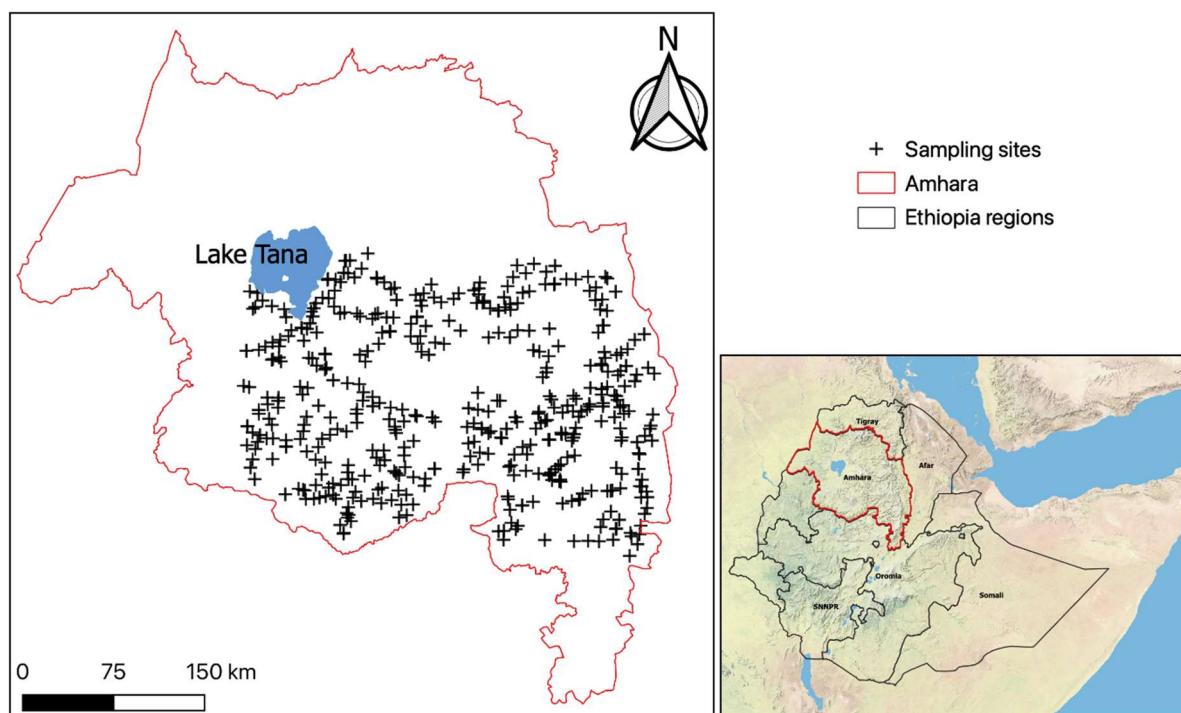 N
Lake Tana
0 75 150 km
Sampling sites
Amhara
Ethiopia regions
Tigray
Afar
Amhara
Oromia
SNNPR
Somali